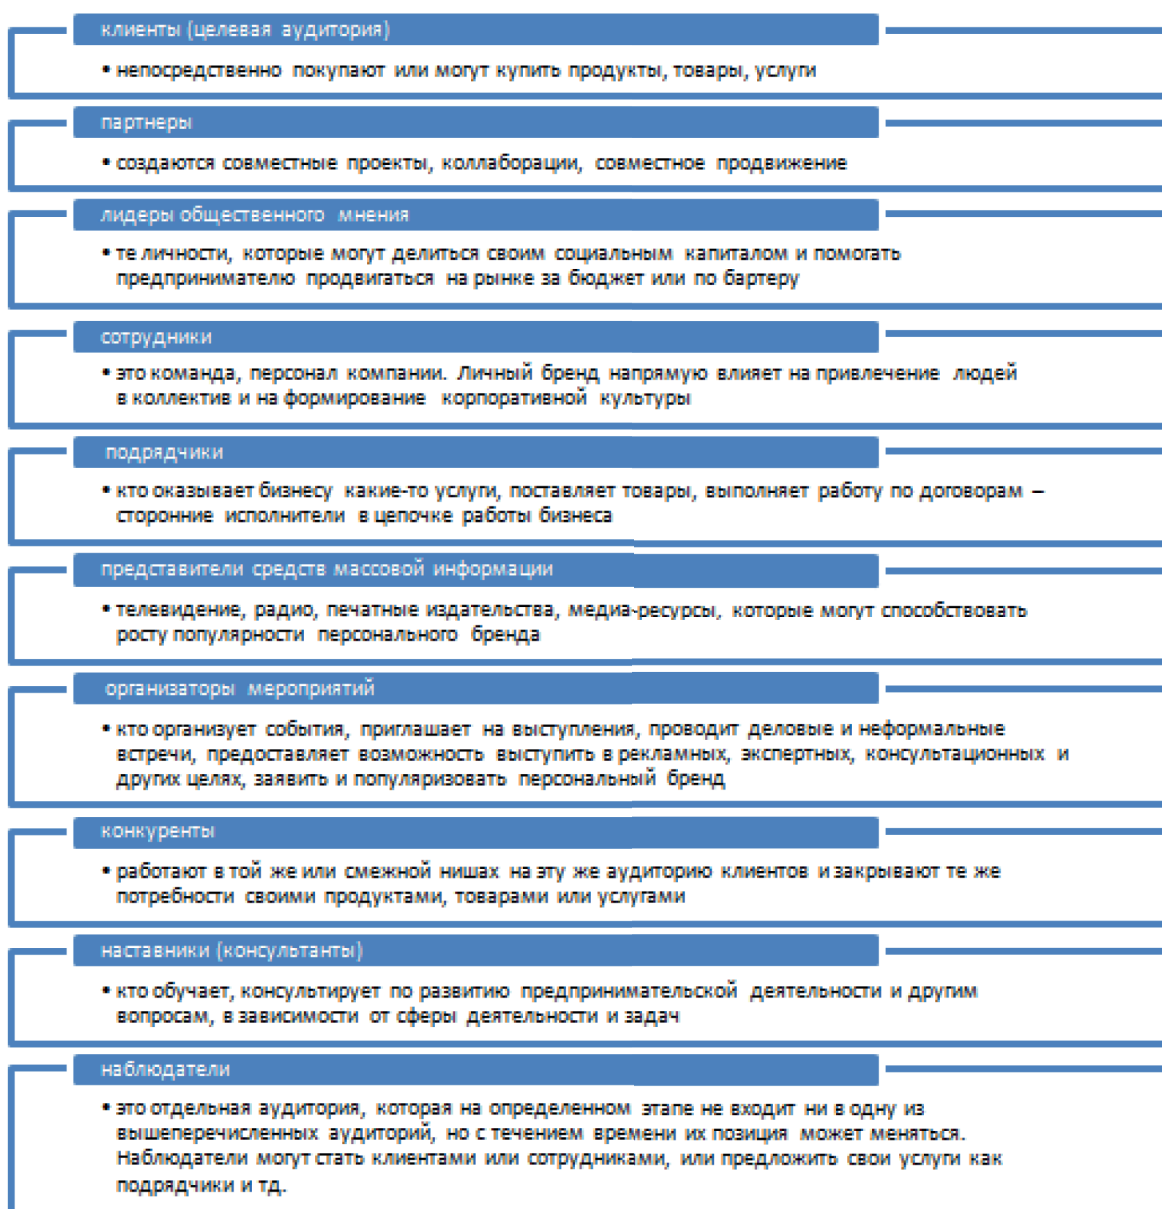 клиенты (целевая аудитория)
• непосредственно покупают или могут купить продукты, товары, услуги
партнеры
• создаются совместные проекты, коллаборации, совместное продвижение
лидеры общественного мнения
• те личности, которые могут делиться своим социальным капиталом и помогать
предпринимателю продвигаться на рынке за бюджет или по бартеру
сотрудники
• это команда, персонал компании. Личный бренд напрямую влияет на привлечение людей
в коллектив и на формирование корпоративной культуры
подрядчики
• кто оказывает бизнесу какие-то услуги, поставляет товары, выполняет работу по договорам –
сторонние исполнители в цепочке работы бизнеса
представители средств массовой информации
• телевидение, радио, печатные издательства, медиа-ресурсы, которые могут способствовать
росту популярности персонального бренда
организаторы мероприятий
• кто организует события, приглашает на выступления, проводит деловые и неформальные
встречи, предоставляет возможность выступить в рекламных, экспертных, консультационных и
других целях, заявить и популяризовать персональный бренд
конкуренты
• работают в той же или смежной нишах на эту же аудиторию клиентов и закрывают те же
потребности своими продуктами, товарами или услугами
наставники (консультанты)
• кто обучает, консультирует по развитию предпринимательской деятельности и другим
вопросам, в зависимости от сферы деятельности и задач
наблюдатели
• это отдельная аудитория, которая на определенном этапе не входит ни в одну из
вышеперечисленных аудиторий, но с течением времени их позиция может меняться.
Наблюдатели могут стать клиентами или сотрудниками, или предложить свои услуги как
подрядчики и тд.